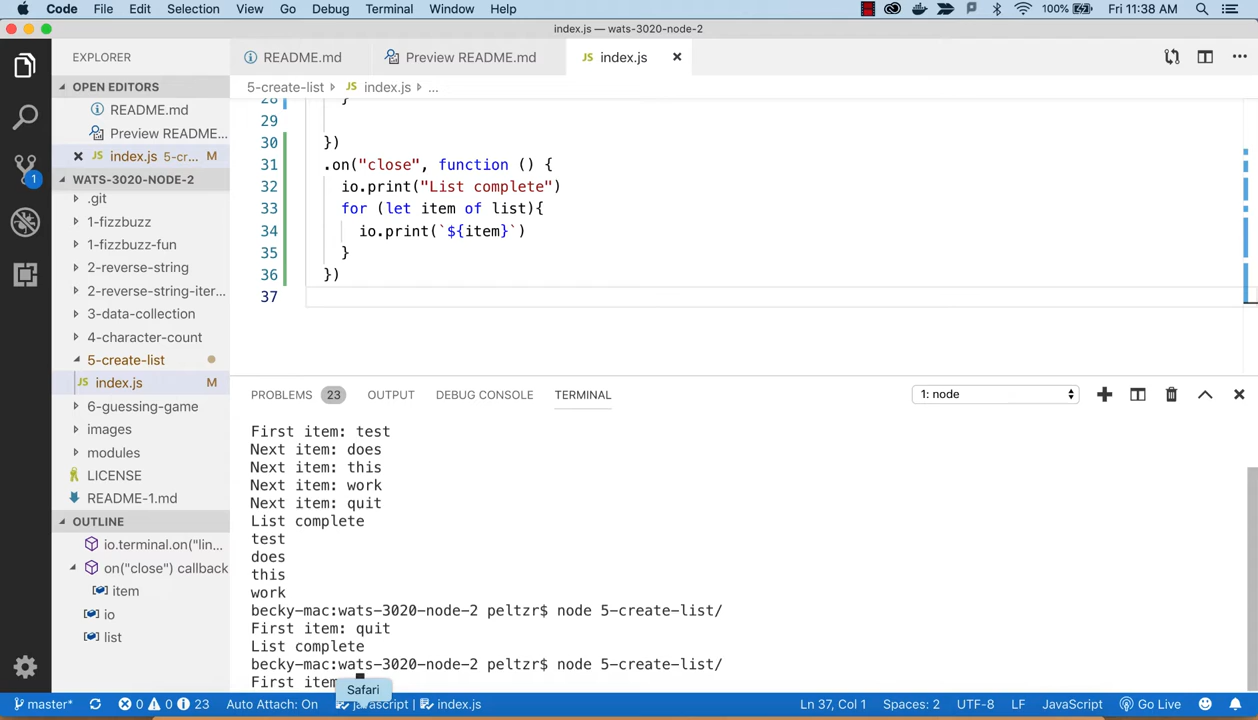 Code File Edit Selection View Go Debug Terminal Window Help 100% Fri 11:38 AM
index.js — wats-3020-node-2
EXPLORER
README.md
Preview README.md
JS index.js
OPEN EDITORS
5-create-list JS index.js ...
README.md
Preview README...
JS index.js 5-cr... M
WATS-3020-NODE-2
.git
1-fizzbuzz
1-fizzbuzz-fun
2-reverse-string
2-reverse-string-iter...
3-data-collection
4-character-count
5-create-list
JS index.js M
6-guessing-game
images
modules
LICENSE
README-1.md
OUTLINE
io.terminal.on("lin...
on("close") callback
item
io
list
28 }
29
30 })
31 .on("close", function () {
32 io.print("List complete")
33 for (let item of list){
34 io.print(`${item}`)
35 }
36 })
37
PROBLEMS 23 OUTPUT DEBUG CONSOLE TERMINAL 1: node
First item: test
Next item: does
Next item: this
Next item: work
Next item: quit
List complete
test
does
this
work
becky-mac:wats-3020-node-2 peltzr$ node 5-create-list/
First item: quit
List complete
becky-mac:wats-3020-node-2 peltzr$ node 5-create-list/
First item
Safari
1
master* 0 0 23 Auto Attach: On javascript | index.js Ln 37, Col 1 Spaces: 2 UTF-8 LF JavaScript Go Live